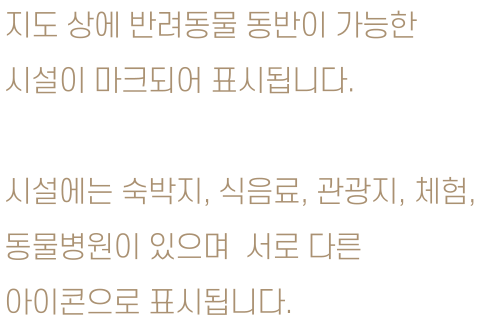 지도 상에 반려동물 동반이 가능한
시설이 마크되어 표시됩니다.
시설에는 숙박지, 식음료, 관광지, 체험,
동물병원이 있으며  서로 다른
아이콘으로 표시됩니다.